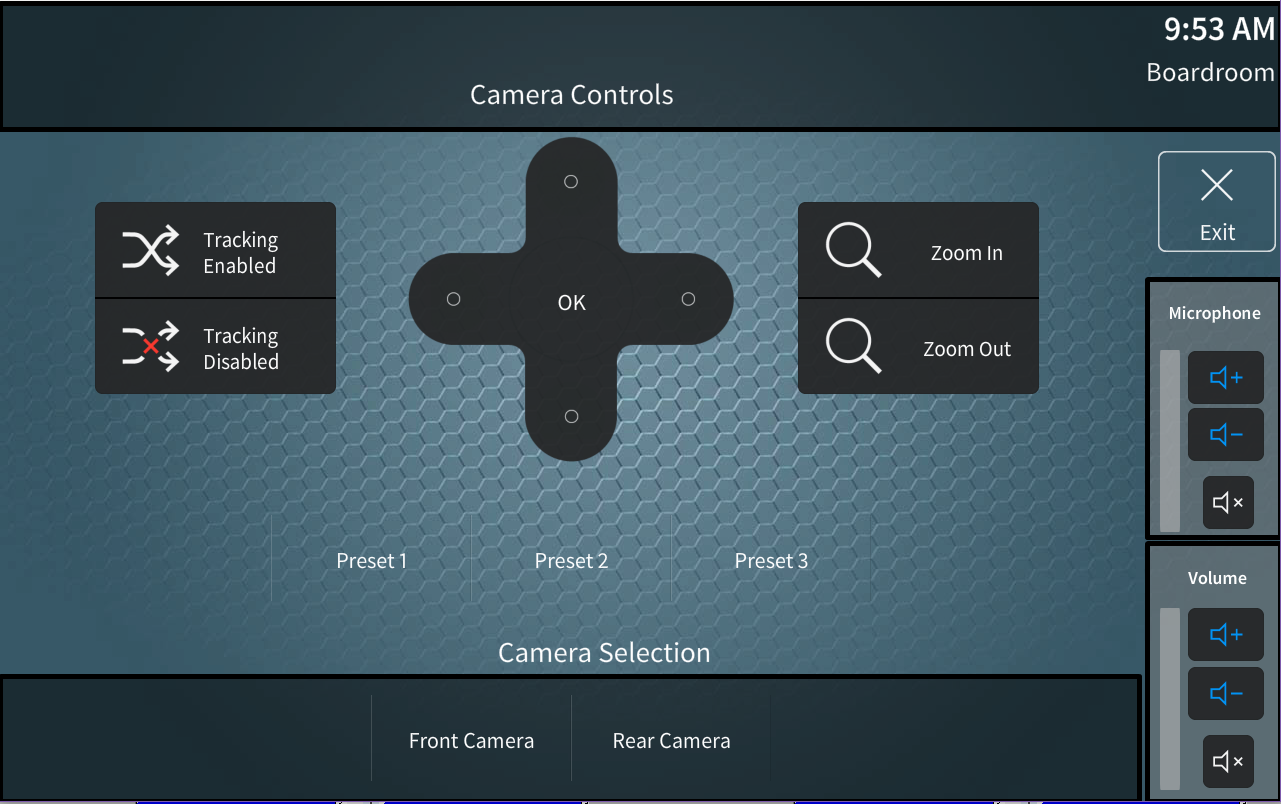 9:53 AM
Boardroom
Camera Controls
Exit
Tracking
Enabled
Tracking
Disabled
OK
Zoom In
Zoom Out
Microphone
Preset 1
Preset 2
Preset 3
Volume
Camera Selection
Front Camera
Rear Camera